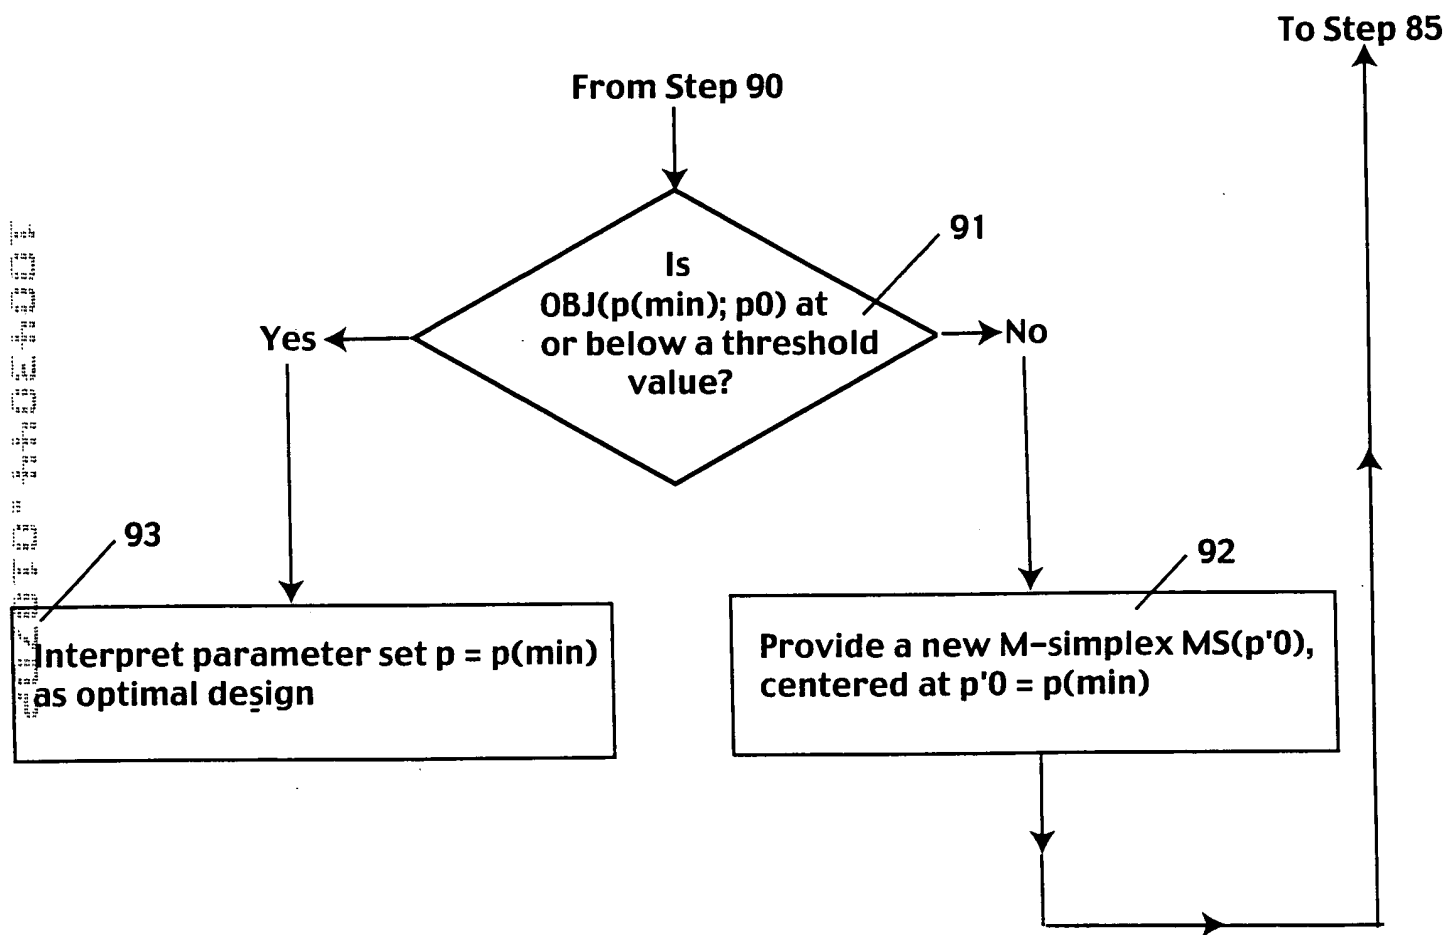 To Step 85
From Step 90
91
Is
OBJ(p(min); p0) at
or below a threshold
value?
Yes
No
93
92
Interpret parameter set p = p(min)
as optimal design
Provide a new M-simplex MS(p'0),
centered at p'0 = p(min)